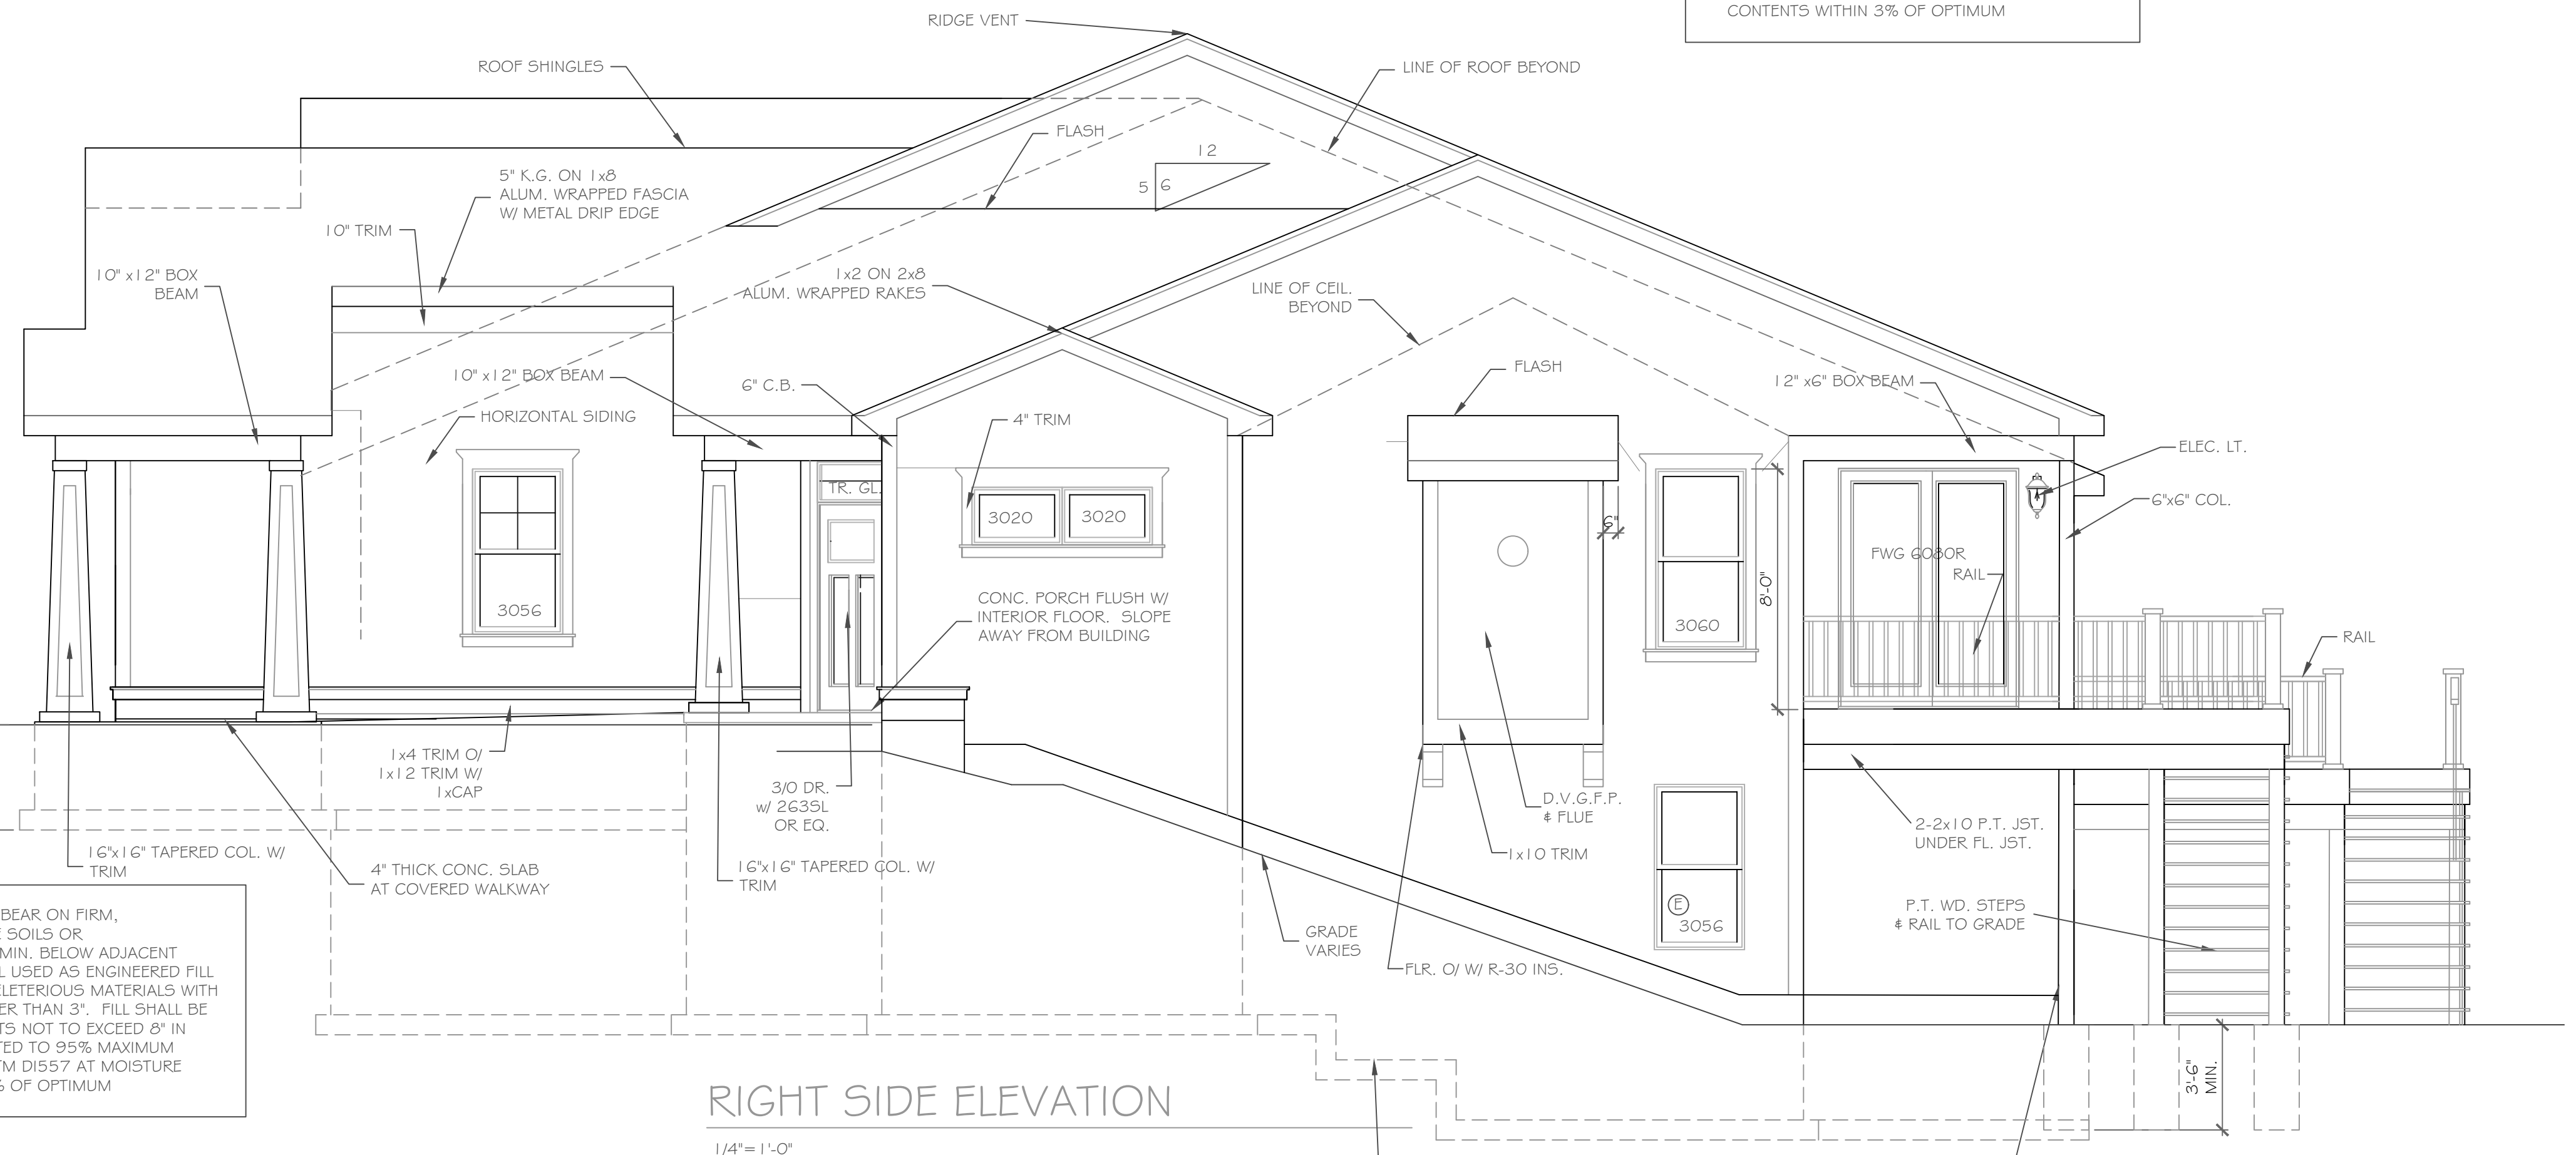 CONTENTS WITHIN 3% OF OPTIMUM
RIDGE VENT
ROOF SHINGLES
LINE OF ROOF BEYOND
FLASH
12
5 6
5" K.G. ON 1x8
ALUM. WRAPPED FASCIA
W/ METAL DRIP EDGE
10" TRIM
10" x12" BOX
BEAM
1x2 ON 2x8
ALUM. WRAPPED RAKES
LINE OF CEIL.
BEYOND
10" x12" BOX BEAM
6" C.B.
FLASH
12" x6" BOX BEAM
HORIZONTAL SIDING
4" TRIM
ELEC. LT.
TR. GL.
3020
3020
6"
6"x6" COL.
FWG 6080R
RAIL
8'-0"
3056
CONC. PORCH FLUSH W/
INTERIOR FLOOR. SLOPE
AWAY FROM BUILDING
3060
RAIL
1x4 TRIM O/
1x12 TRIM W/
1xCAP
3/0 DR.
w/ 263SL
OR EQ.
D.V.G.F.P.
& FLUE
2-2x10 P.T. JST.
UNDER FL. JST.
16"x16" TAPERED COL. W/
TRIM
4" THICK CONC. SLAB
AT COVERED WALKWAY
16"x16" TAPERED COL. W/
TRIM
1x10 TRIM
E
3056
P.T. WD. STEPS
& RAIL TO GRADE
GRADE
VARIES
FLR. O/ W/ R-30 INS.
BEAR ON FIRM,
SOILS OR
MIN. BELOW ADJACENT
USED AS ENGINEERED FILL
ELETERIOUS MATERIALS WITH
ER THAN 3". FILL SHALL BE
TS NOT TO EXCEED 8" IN
TED TO 95% MAXIMUM
TM D1557 AT MOISTURE
% OF OPTIMUM
3'-6"
MIN.
RIGHT SIDE ELEVATION
1/4"=1'-0"